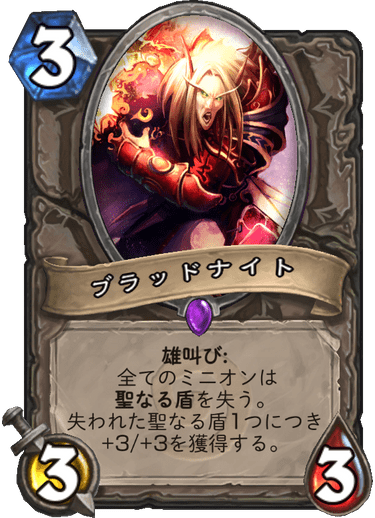 3
ブラッドナイト
雄叫び:
全てのミニオンは
聖なる盾を失う。
失われた聖なる盾1つにつき
+3/+3を獲得する。
3
3